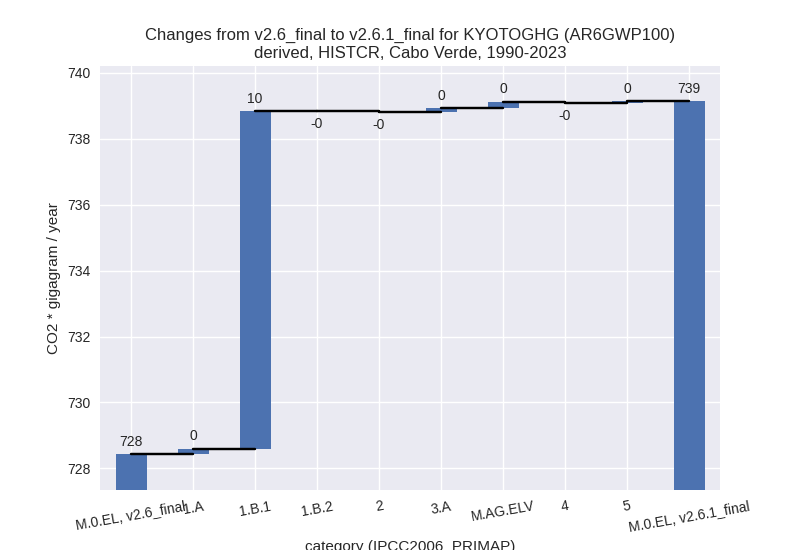 Changes from v2.6_final to v2.6.1_final for KYOTOGHG (AR6GWP100)
derived, HISTCR, Cabo Verde, 1990-2023
CO2 * gigagram / year
740
738
736
734
732
730
728
728
0
10
-0
-0
0
0
-0
0
739
M.0.EL, v2.6_final
1.A
1.B.1
1.B.2
2
3.A
M.AG.ELV
4
5
M.0.EL, v2.6.1_final
category (IPCC2006_PRIMAP)